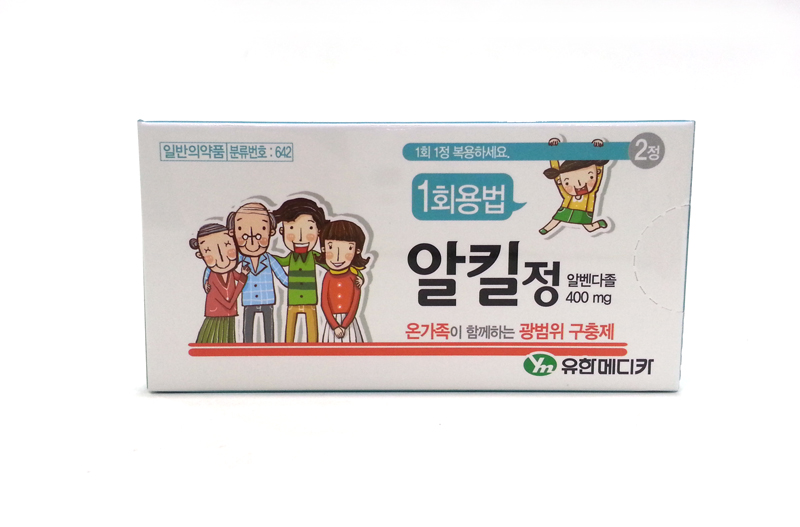 일반의약품 분류번호 : 642
1회 1정 복용하세요.
2정
1회용법
알킬정 알벤다졸
400 mg
온가족이 함께하는 광범위 구충제
Ym 유한메디카